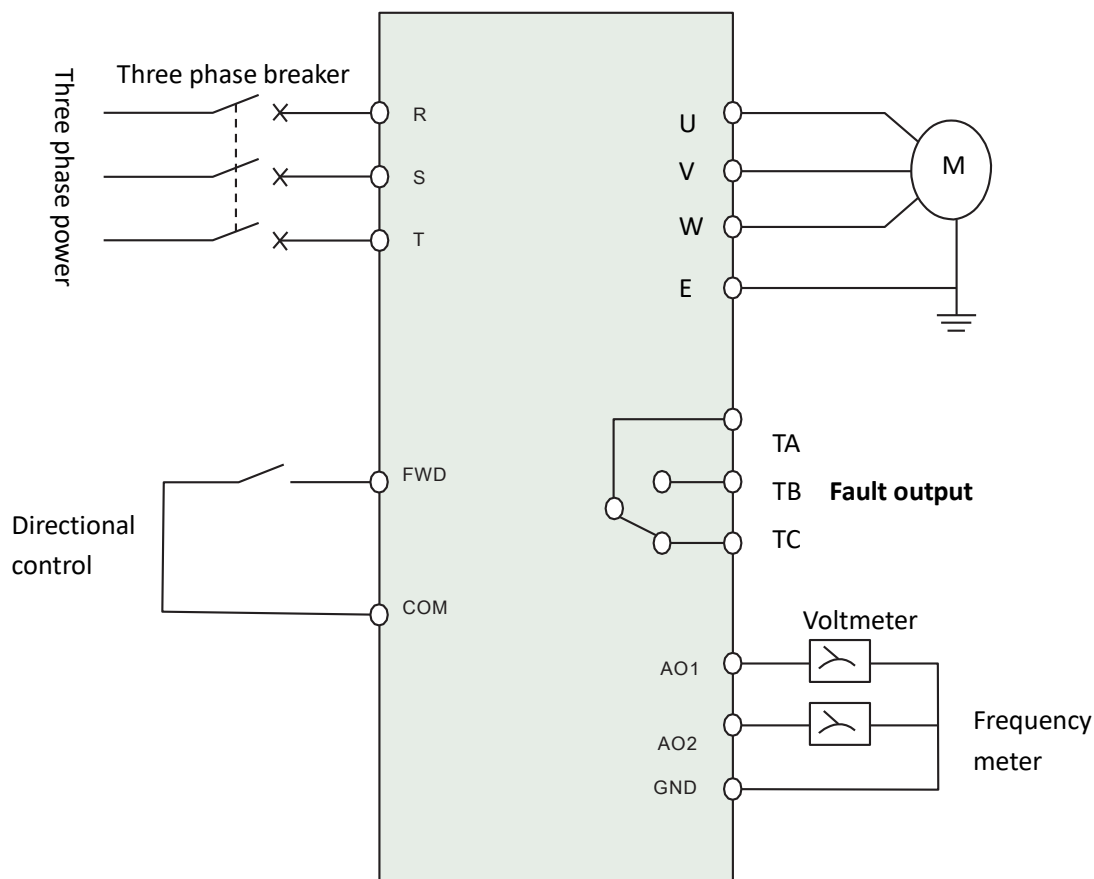 Three phase power
Three phase breaker
R
S
T
U
V
W
E
M
FWD
COM
Directional
control
TA
TB
TC
Fault output
Voltmeter
AO1
AO2
GND
Frequency
meter